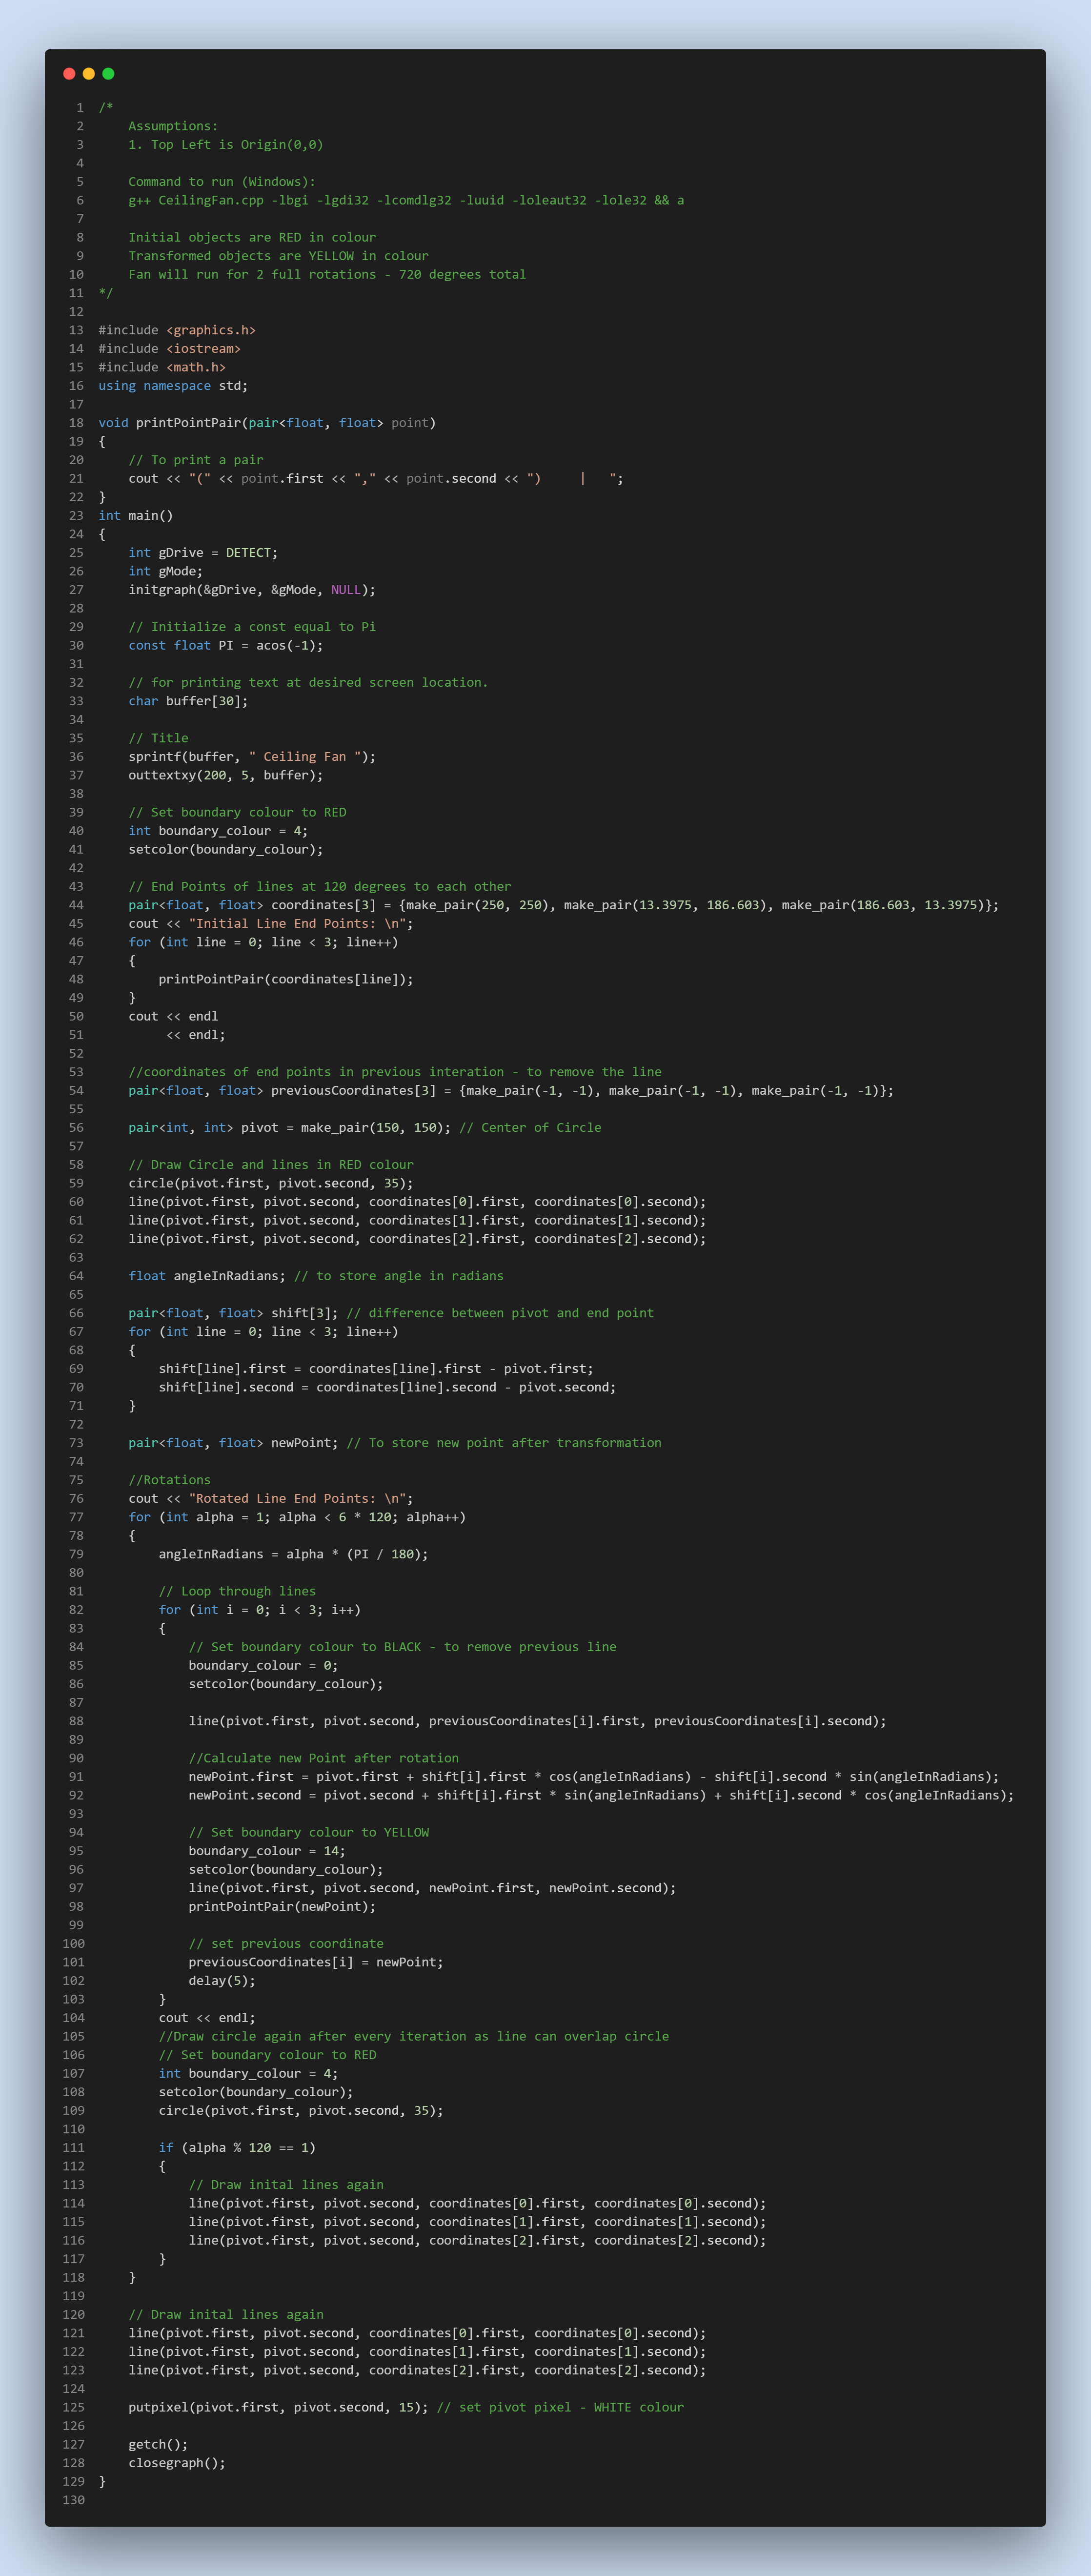 1 /*
2     Assumptions:
3     1. Top Left is Origin(0,0)
4
5     Command to run (Windows):
6     g++ CeilingFan.cpp -lbgi -lgdi32 -lcomdlg32 -luuid -loleaut32 -lole32 && a
7
8     Initial objects are RED in colour
9     Transformed objects are YELLOW in colour
10     Fan will run for 2 full rotations - 720 degrees total
11 */
12
13 #include <graphics.h>
14 #include <iostream>
15 #include <math.h>
16 using namespace std;
17
18 void printPointPair(pair<float, float> point)
19 {
20     // To print a pair
21     cout << "(" << point.first << "," << point.second << ")     |   ";
22 }
23 int main()
24 {
25     int gDrive = DETECT;
26     int gMode;
27     initgraph(&gDrive, &gMode, NULL);
28
29     // Initialize a const equal to Pi
30     const float PI = acos(-1);
31
32     // for printing text at desired screen location.
33     char buffer[30];
34
35     // Title
36     sprintf(buffer, " Ceiling Fan ");
37     outtextxy(200, 5, buffer);
38
39     // Set boundary colour to RED
40     int boundary_colour = 4;
41     setcolor(boundary_colour);
42
43     // End Points of lines at 120 degrees to each other
44     pair<float, float> coordinates[3] = {make_pair(250, 250), make_pair(13.3975, 186.603), make_pair(186.603, 13.3975)};
45     cout << "Initial Line End Points: \n";
46     for (int line = 0; line < 3; line++)
47     {
48         printPointPair(coordinates[line]);
49     }
50     cout << endl
51          << endl;
52
53     //coordinates of end points in previous interation - to remove the line
54     pair<float, float> previousCoordinates[3] = {make_pair(-1, -1), make_pair(-1, -1), make_pair(-1, -1)};
55
56     pair<int, int> pivot = make_pair(150, 150); // Center of Circle
57
58     // Draw Circle and lines in RED colour
59     circle(pivot.first, pivot.second, 35);
60     line(pivot.first, pivot.second, coordinates[0].first, coordinates[0].second);
61     line(pivot.first, pivot.second, coordinates[1].first, coordinates[1].second);
62     line(pivot.first, pivot.second, coordinates[2].first, coordinates[2].second);
63
64     float angleInRadians; // to store angle in radians
65
66     pair<float, float> shift[3]; // difference between pivot and end point
67     for (int line = 0; line < 3; line++)
68     {
69         shift[line].first = coordinates[line].first - pivot.first;
70         shift[line].second = coordinates[line].second - pivot.second;
71     }
72
73     pair<float, float> newPoint; // To store new point after transformation
74
75     //Rotations
76     cout << "Rotated Line End Points: \n";
77     for (int alpha = 1; alpha < 6 * 120; alpha++)
78     {
79         angleInRadians = alpha * (PI / 180);
80
81         // Loop through lines
82         for (int i = 0; i < 3; i++)
83         {
84             // Set boundary colour to BLACK - to remove previous line
85             boundary_colour = 0;
86             setcolor(boundary_colour);
87
88             line(pivot.first, pivot.second, previousCoordinates[i].first, previousCoordinates[i].second);
89
90             //Calculate new Point after rotation
91             newPoint.first = pivot.first + shift[i].first * cos(angleInRadians) - shift[i].second * sin(angleInRadians);
92             newPoint.second = pivot.second + shift[i].first * sin(angleInRadians) + shift[i].second * cos(angleInRadians);
93
94             // Set boundary colour to YELLOW
95             boundary_colour = 14;
96             setcolor(boundary_colour);
97             line(pivot.first, pivot.second, newPoint.first, newPoint.second);
98             printPointPair(newPoint);
99
100             // set previous coordinate
101             previousCoordinates[i] = newPoint;
102             delay(5);
103         }
104         cout << endl;
105         //Draw circle again after every iteration as line can overlap circle
106         // Set boundary colour to RED
107         int boundary_colour = 4;
108         setcolor(boundary_colour);
109         circle(pivot.first, pivot.second, 35);
110
111         if (alpha % 120 == 1)
112         {
113             // Draw inital lines again
114             line(pivot.first, pivot.second, coordinates[0].first, coordinates[0].second);
115             line(pivot.first, pivot.second, coordinates[1].first, coordinates[1].second);
116             line(pivot.first, pivot.second, coordinates[2].first, coordinates[2].second);
117         }
118     }
119
120     // Draw inital lines again
121     line(pivot.first, pivot.second, coordinates[0].first, coordinates[0].second);
122     line(pivot.first, pivot.second, coordinates[1].first, coordinates[1].second);
123     line(pivot.first, pivot.second, coordinates[2].first, coordinates[2].second);
124
125     putpixel(pivot.first, pivot.second, 15); // set pivot pixel - WHITE colour
126
127     getch();
128     closegraph();
129 }
130